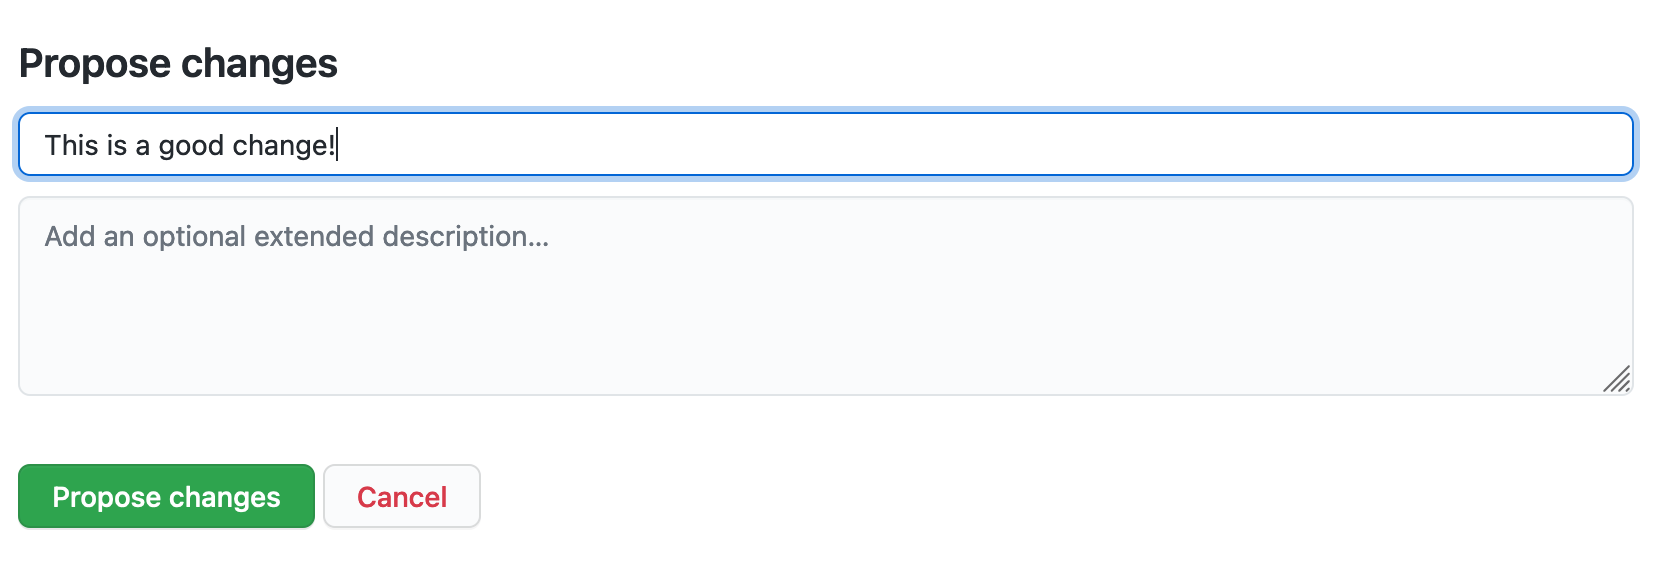 Propose changes
This is a good change!
Add an optional extended description...
Propose changes
Cancel